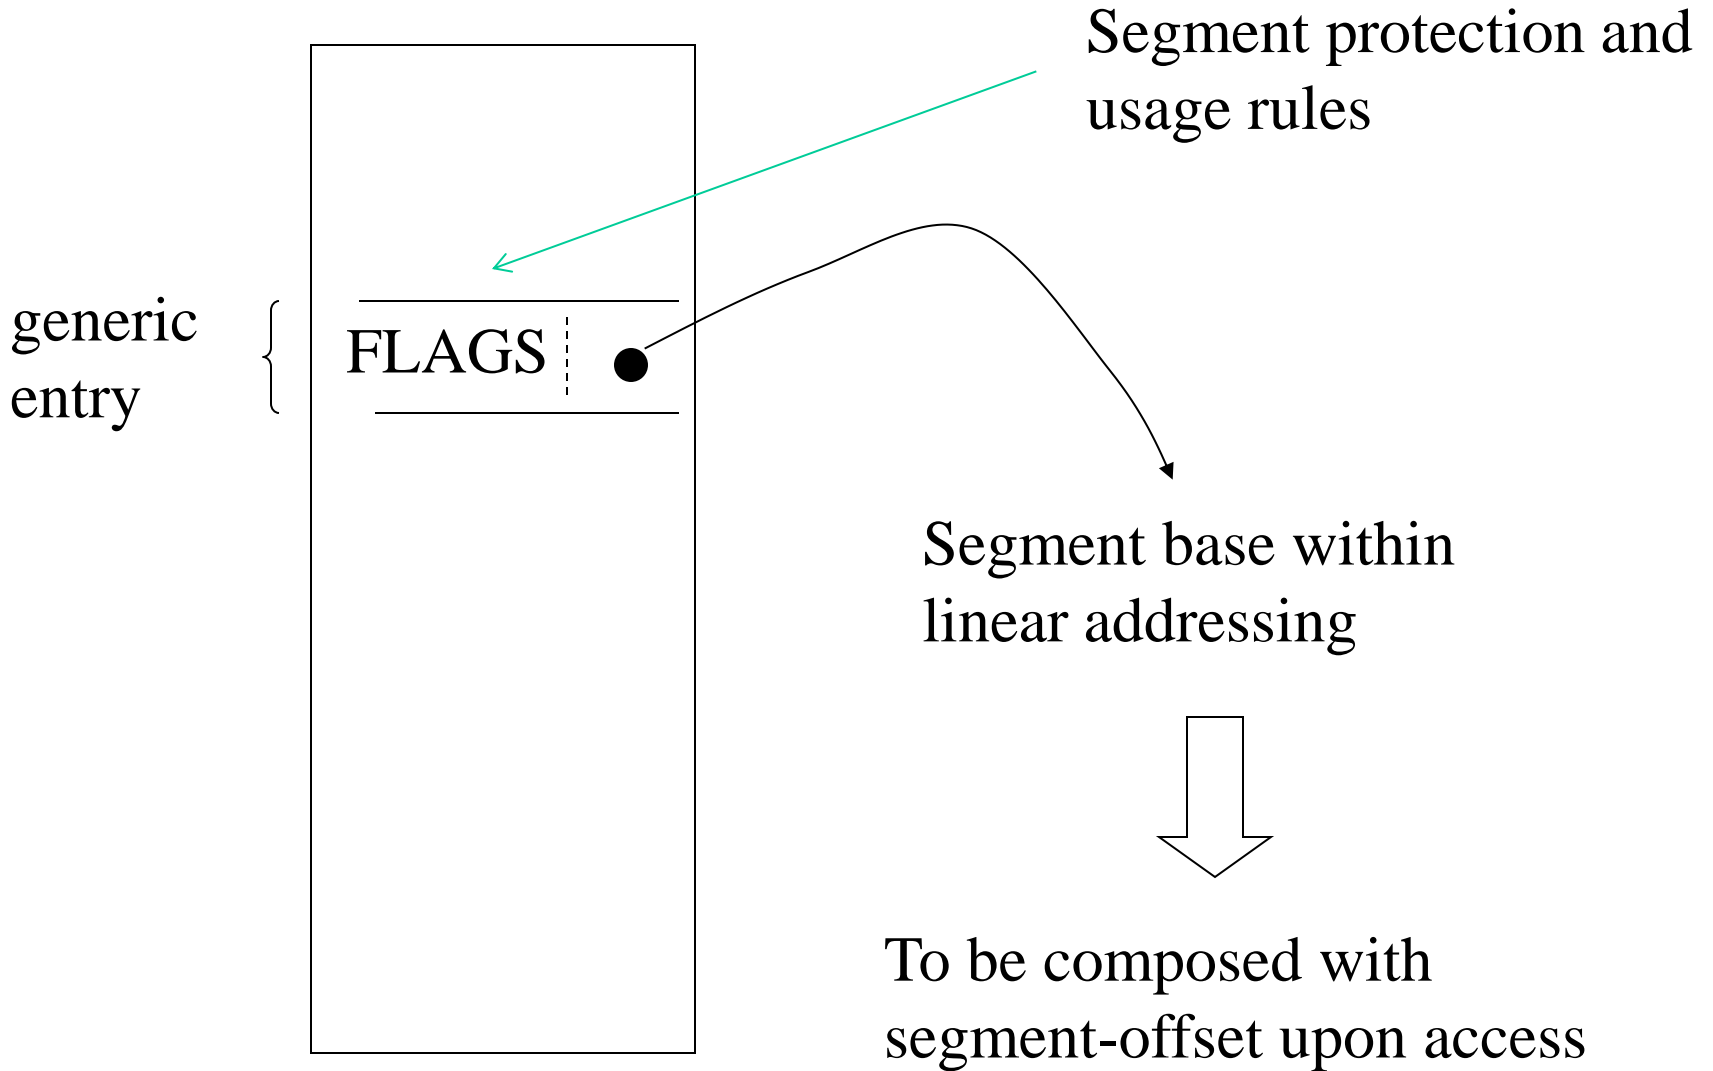 Segment protection and
usage rules
generic
entry
FLAGS
Segment base within
linear addressing
To be composed with
segment-offset upon access